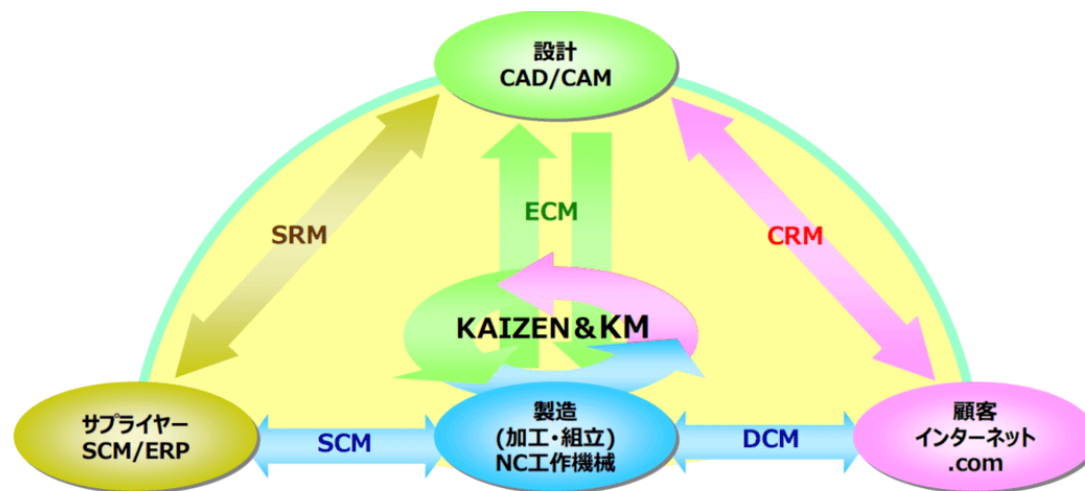 設計
CAD/CAM
SRM
ECM
CRM
KAIZEN&KM
サプライヤー
SCM/ERP
SCM
製造
(加工・組立)
NC工作機械
DCM
顧客
インターネット
.com